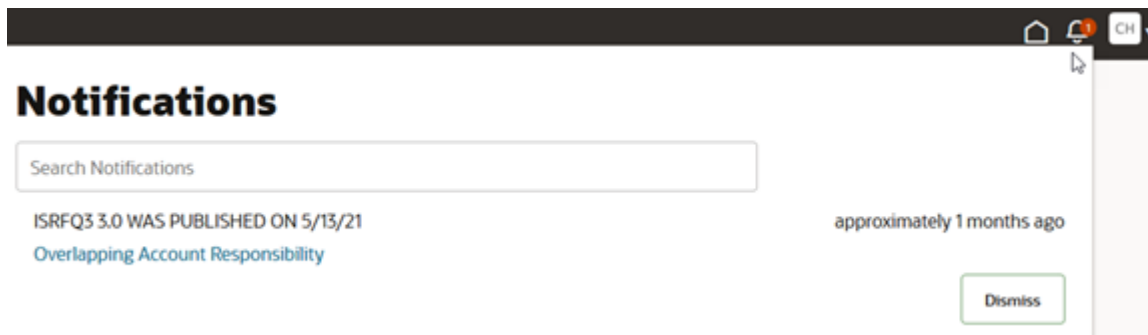 1
CH
Notifications
Search Notifications
ISRFQ3 3.0 WAS PUBLISHED ON 5/13/21 approximately 1 months ago
Overlapping Account Responsibility
Dismiss